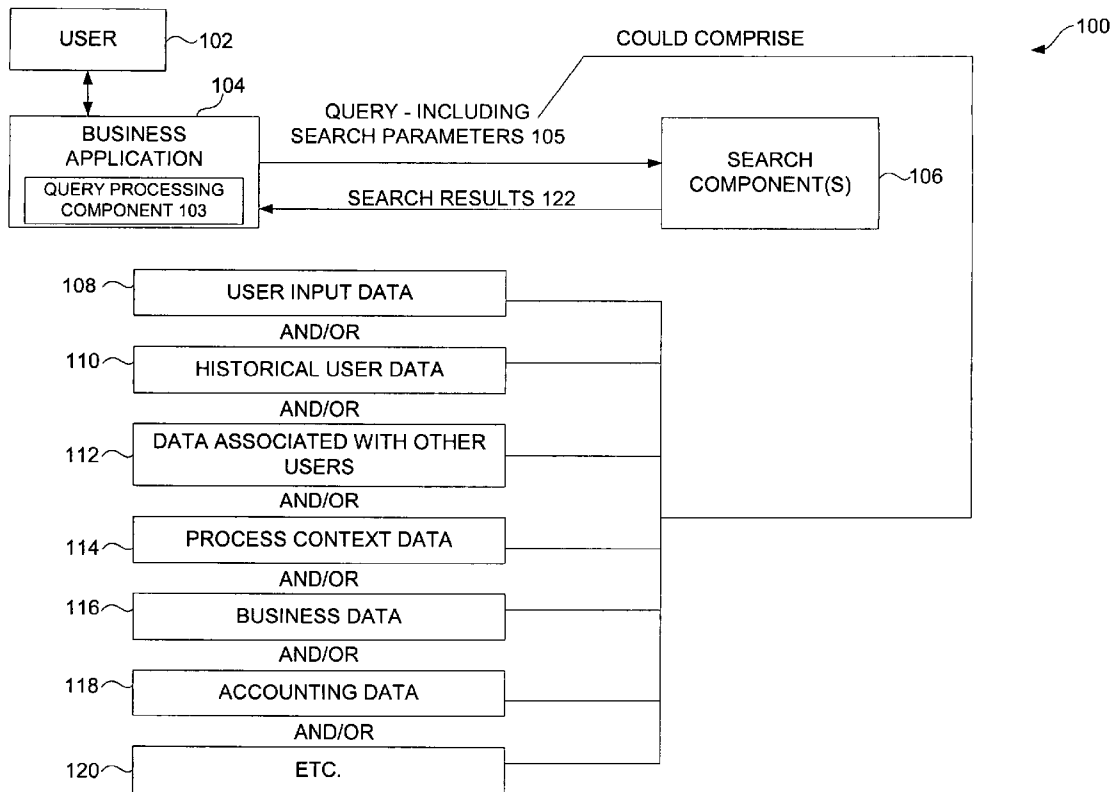 USER
102
COULD COMPRISE
100
104
BUSINESS
APPLICATION
QUERY PROCESSING
COMPONENT 103
QUERY - INCLUDING
SEARCH PARAMETERS 105
SEARCH RESULTS 122
SEARCH
COMPONENT(S)
106
108
USER INPUT DATA
AND/OR
110
HISTORICAL USER DATA
AND/OR
112
DATA ASSOCIATED WITH OTHER
USERS
AND/OR
114
PROCESS CONTEXT DATA
AND/OR
116
BUSINESS DATA
AND/OR
118
ACCOUNTING DATA
AND/OR
120
ETC.